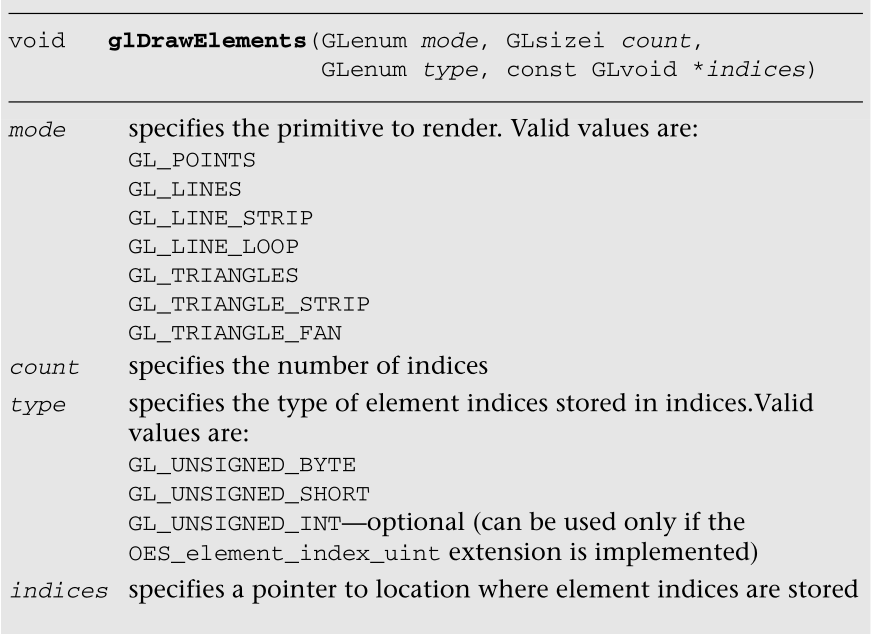 void glDrawElements(GLenum mode, GLsizei count,
GLenum type, const GLvoid *indices)
mode specifies the primitive to render. Valid values are:
GL_POINTS
GL_LINES
GL_LINE_STRIP
GL_LINE_LOOP
GL_TRIANGLES
GL_TRIANGLE_STRIP
GL_TRIANGLE_FAN
count specifies the number of indices
type specifies the type of element indices stored in indices.Valid
values are:
GL_UNSIGNED_BYTE
GL_UNSIGNED_SHORT
GL_UNSIGNED_INT—optional (can be used only if the
OES_element_index_uint extension is implemented)
indices specifies a pointer to location where element indices are stored